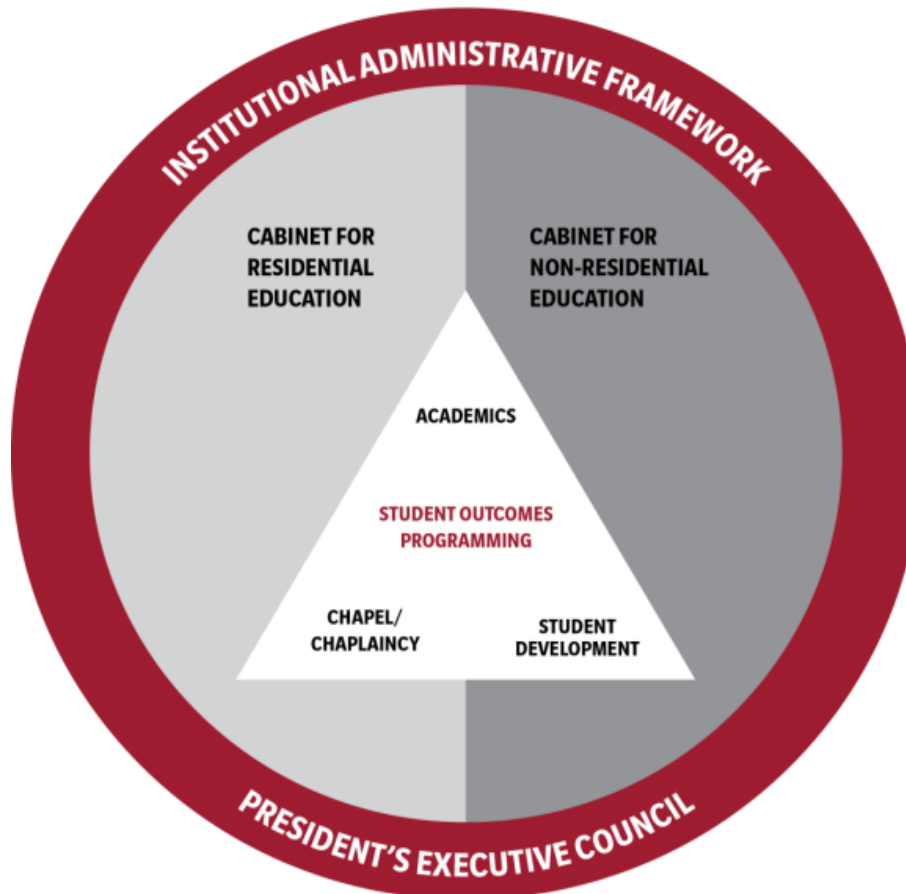 INSTITUTIONAL ADMINISTRATIVE FRAMEWORK
CABINET FOR
RESIDENTIAL
EDUCATION
CABINET FOR
NON-RESIDENTIAL
EDUCATION
ACADEMICS
STUDENT OUTCOMES
PROGRAMMING
CHAPEL/
CHAPLAINCY
STUDENT
DEVELOPMENT
PRESIDENT'S EXECUTIVE COUNCIL